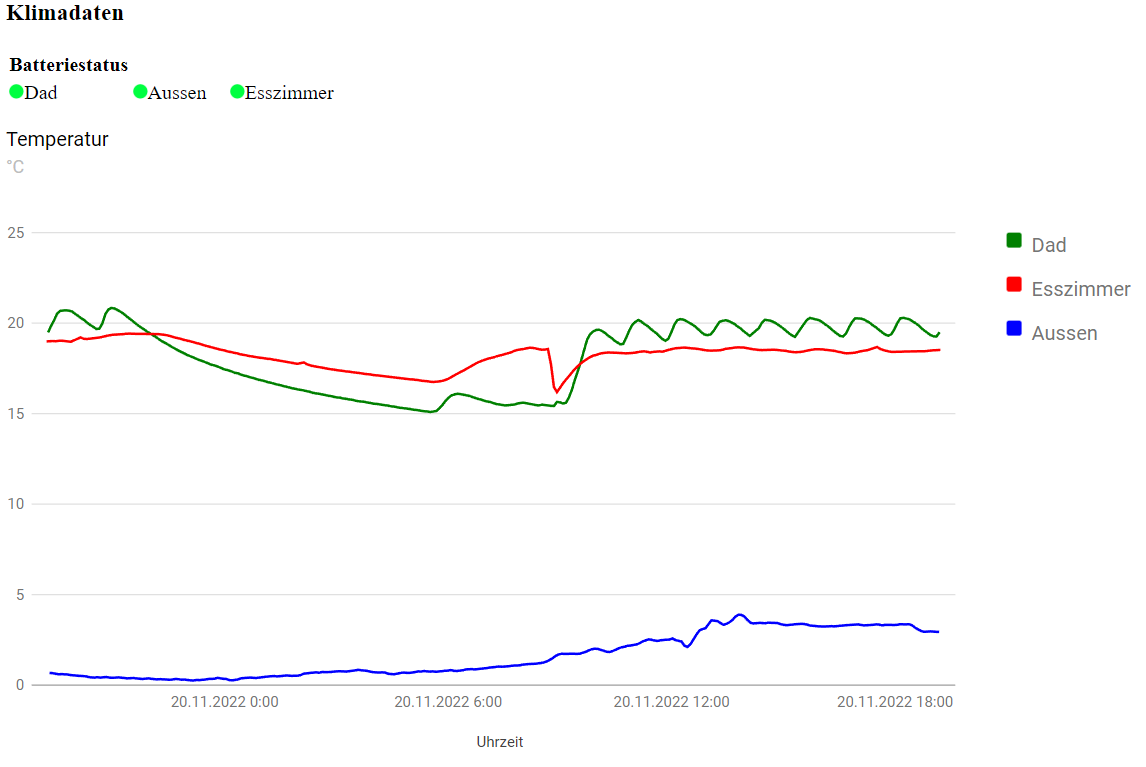 Klimadaten
Batteriestatus
Dad Aussen Esszimmer
Temperatur
°C
25
20
15
10
5
0
20.11.2022 0:00 20.11.2022 6:00 20.11.2022 12:00 20.11.2022 18:00
Uhrzeit
Dad
Esszimmer
Aussen